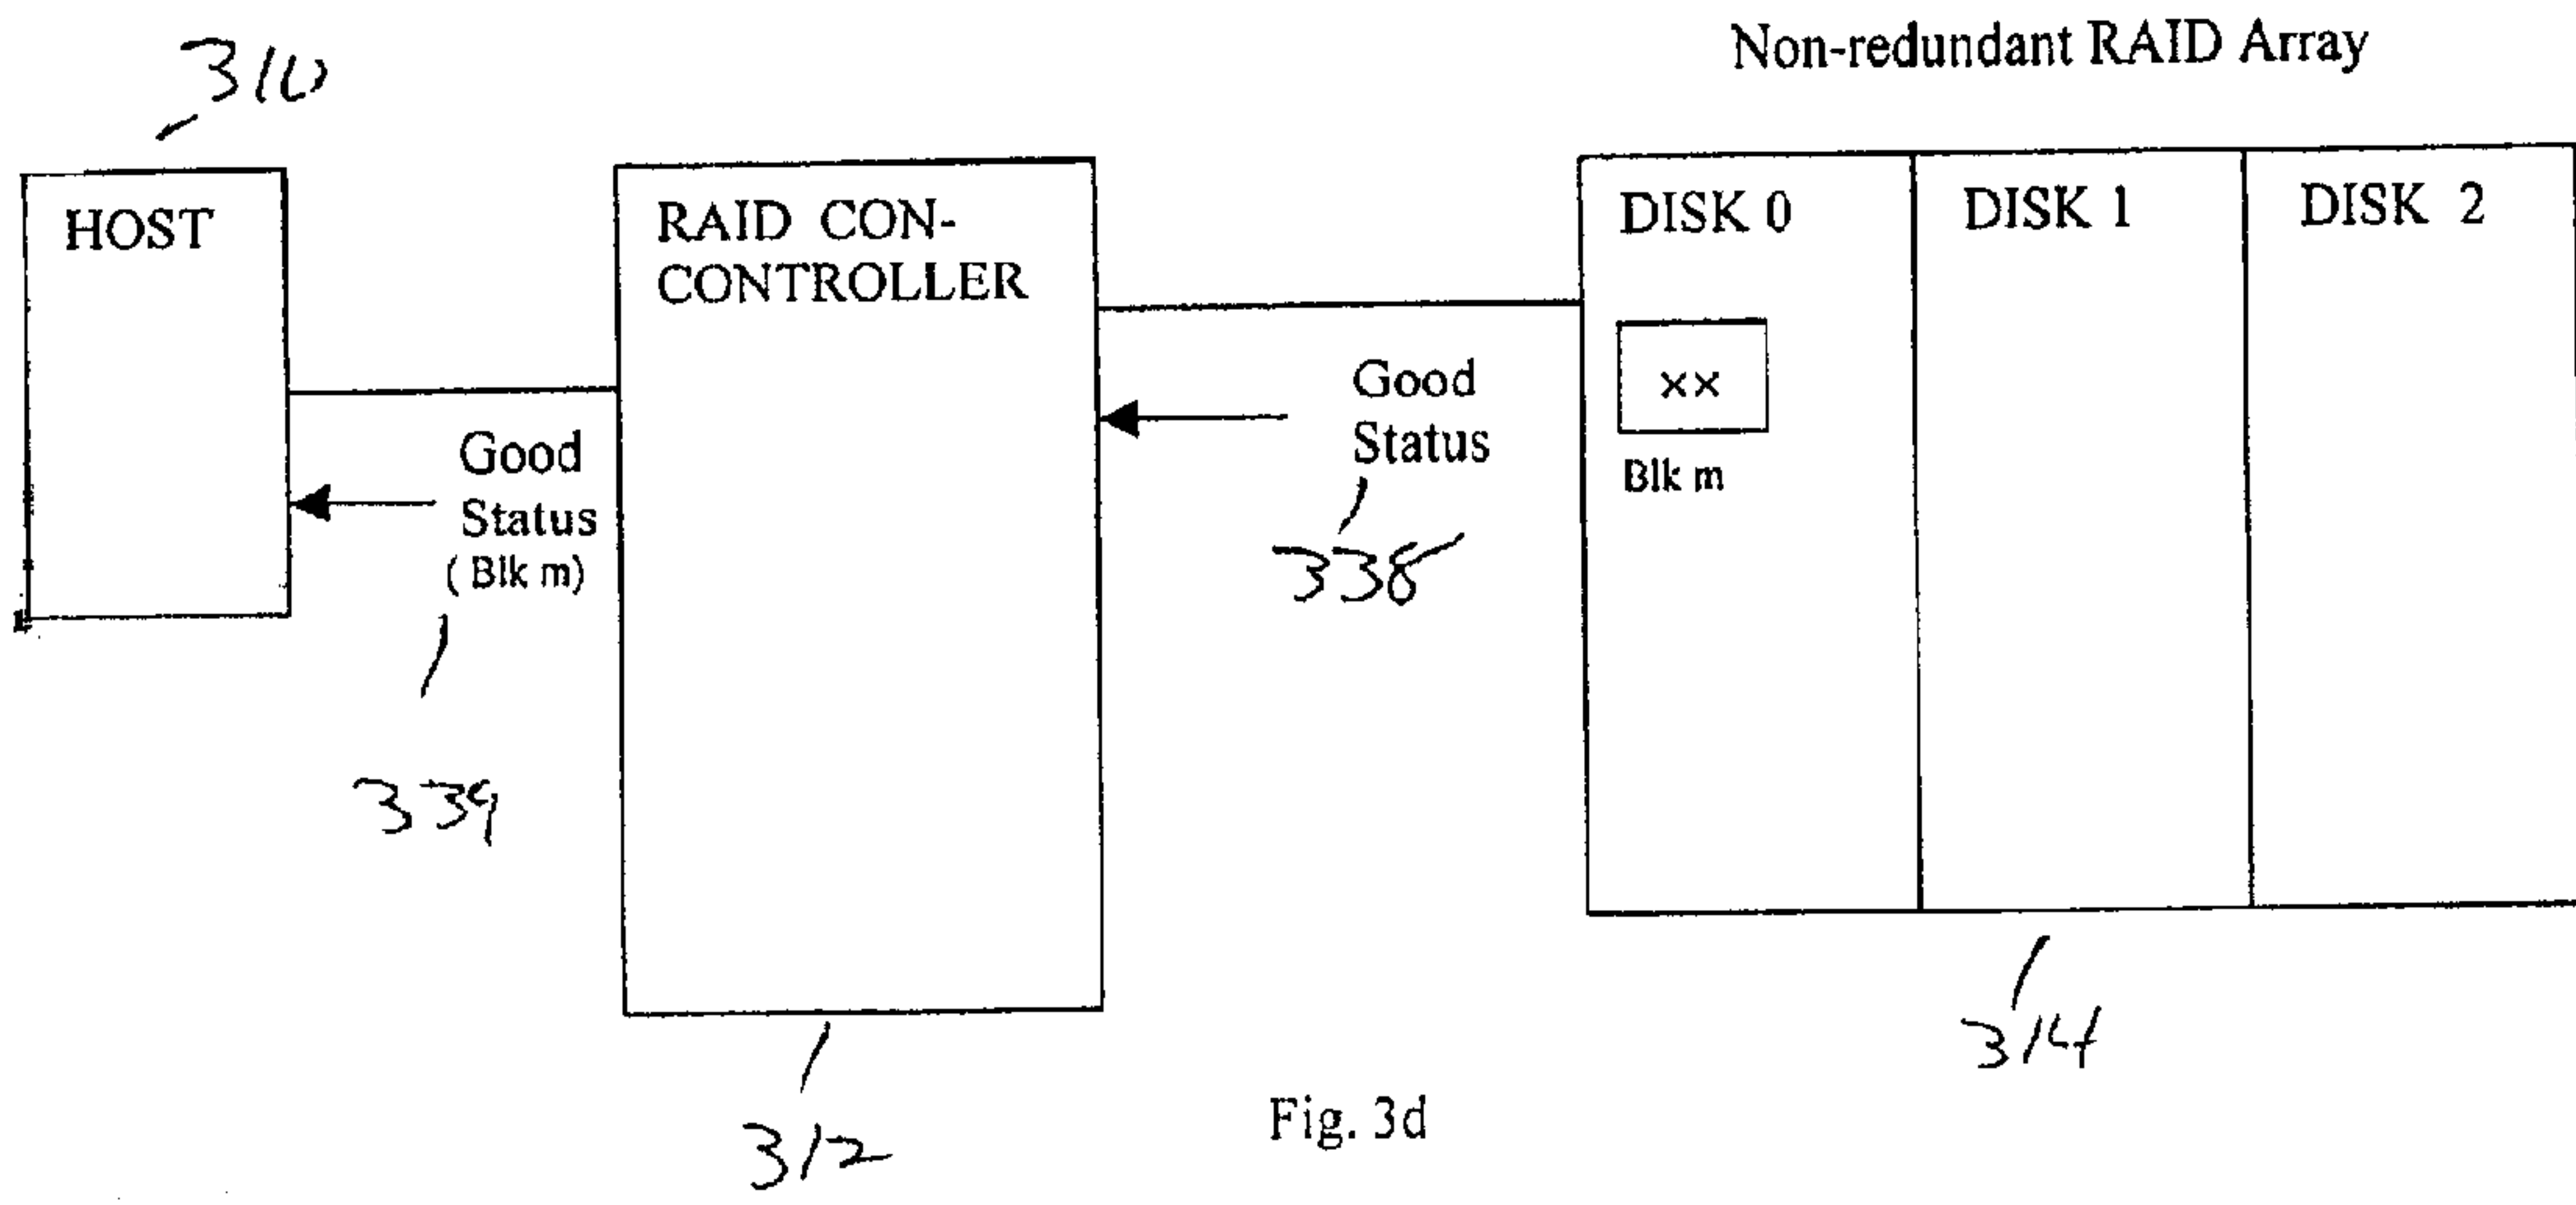 Non-redundant RAID Array
310
HOST
RAID CON-
CONTROLLER
DISK 0
DISK 1
DISK 2
××
Blk m
Good
Status
338
Good
Status
( Blk m)
339
312
314
Fig. 3d